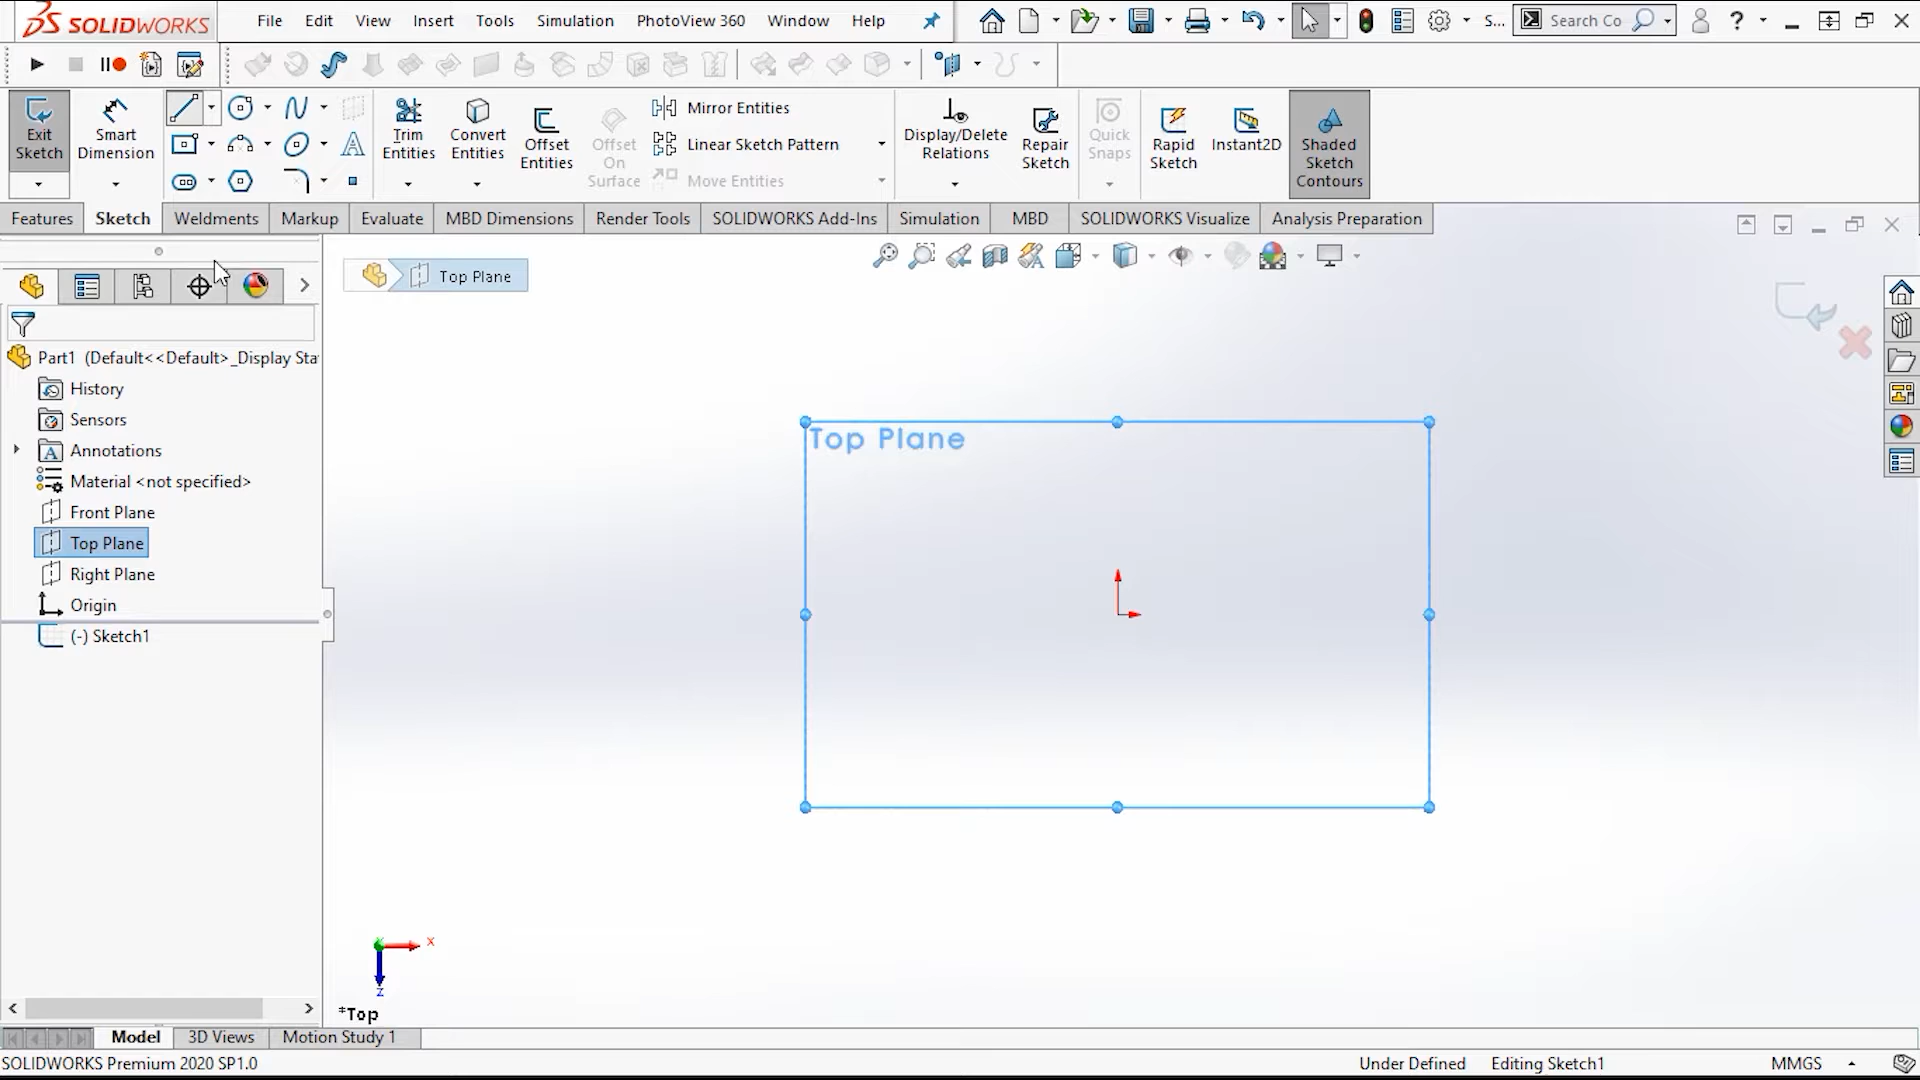 SOLIDWORKS File Edit View Insert Tools Simulation PhotoView 360 Window Help S... Search Co ?
Exit Sketch
Smart Dimension
Trim Entities
Convert Entities
Offset Entities
Offset On Surface
Mirror Entities
Linear Sketch Pattern
Move Entities
Display/Delete Relations
Repair Sketch
Quick Snaps
Rapid Sketch
Instant2D
Shaded Sketch Contours
Features Sketch Weldments Markup Evaluate MBD Dimensions Render Tools SOLIDWORKS Add-Ins Simulation MBD SOLIDWORKS Visualize Analysis Preparation
Top Plane
Part1 (Default<<Default>_Display Sta
History
Sensors
Annotations
Material <not specified>
Front Plane
Top Plane
Right Plane
Origin
(-) Sketch1
Top Plane
x
z
*Top
Model 3D Views Motion Study 1
SOLIDWORKS Premium 2020 SP1.0 Under Defined Editing Sketch1 MMGS